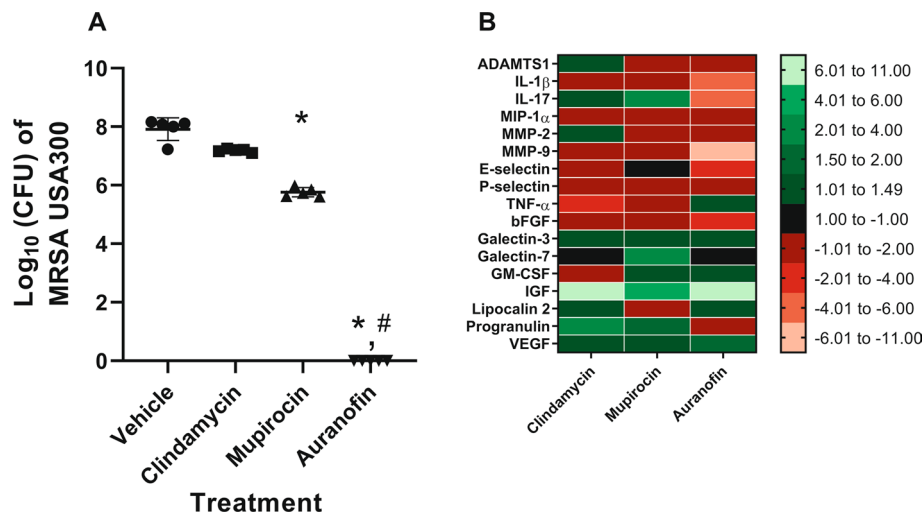 A
Log10 (CFU) of
MRSA USA300
10
8
6
4
2
0
*
*, #
Vehicle
Clindamycin
Mupirocin
Auranofin
Treatment
B
ADAMTS1
IL-1β
IL-17
MIP-1α
MMP-2
MMP-9
E-selectin
P-selectin
TNF-α
bFGF
Galectin-3
Galectin-7
GM-CSF
IGF
Lipocalin 2
Progranulin
VEGF
Clindamycin
Mupirocin
Auranofin
6.01 to 11.00
4.01 to 6.00
2.01 to 4.00
1.50 to 2.00
1.01 to 1.49
1.00 to -1.00
-1.01 to -2.00
-2.01 to -4.00
-4.01 to -6.00
-6.01 to -11.00